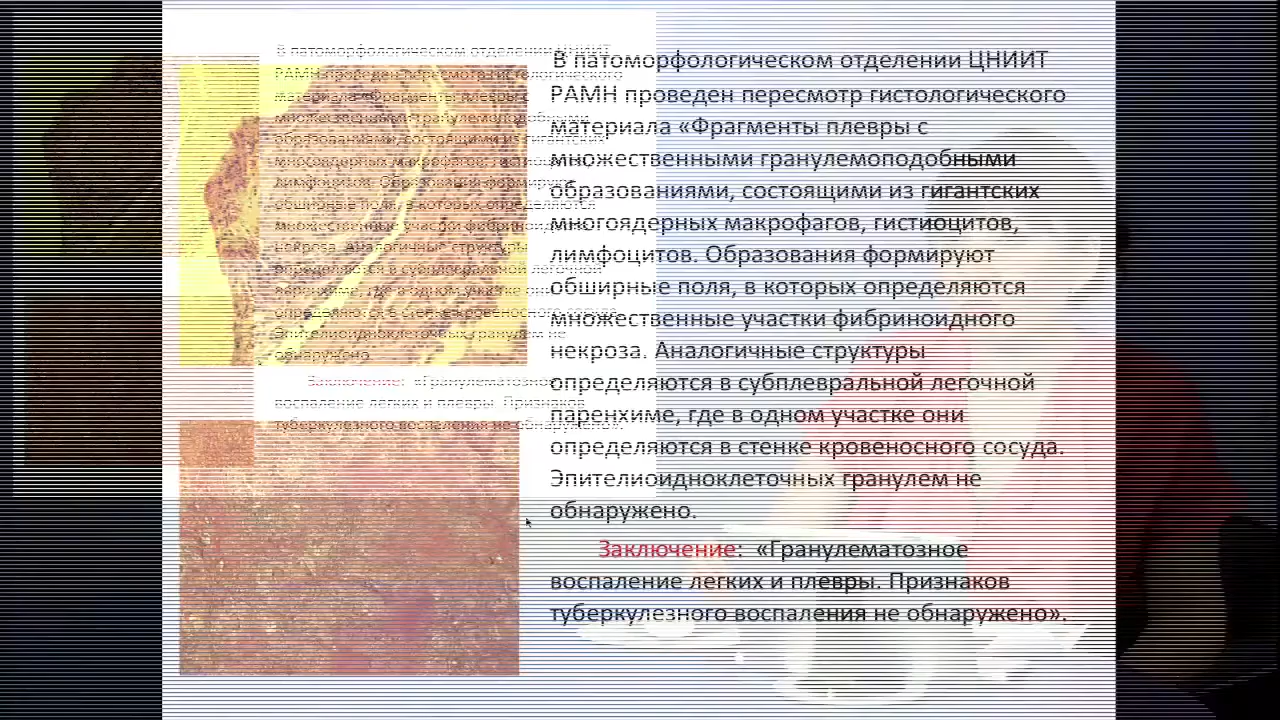 В патоморфологическом отделении ЦНИИТ
РАМН проведен пересмотр гистологического
материала «Фрагменты плевры с
множественными гранулемоподобными
образованиями, состоящими из гигантских
многоядерных макрофагов, гистиоцитов,
лимфоцитов. Образования формируют
обширные поля, в которых определяются
множественные участки фибриноидного
некроза. Аналогичные структуры
определяются в субплевральной легочной
паренхиме, где в одном участке они
определяются в стенке кровеносного сосуда.
Эпителиоидноклеточных гранулем не
обнаружено.
Заключение: «Гранулематозное
воспаление легких и плевры. Признаков
туберкулезного воспаления не обнаружено».